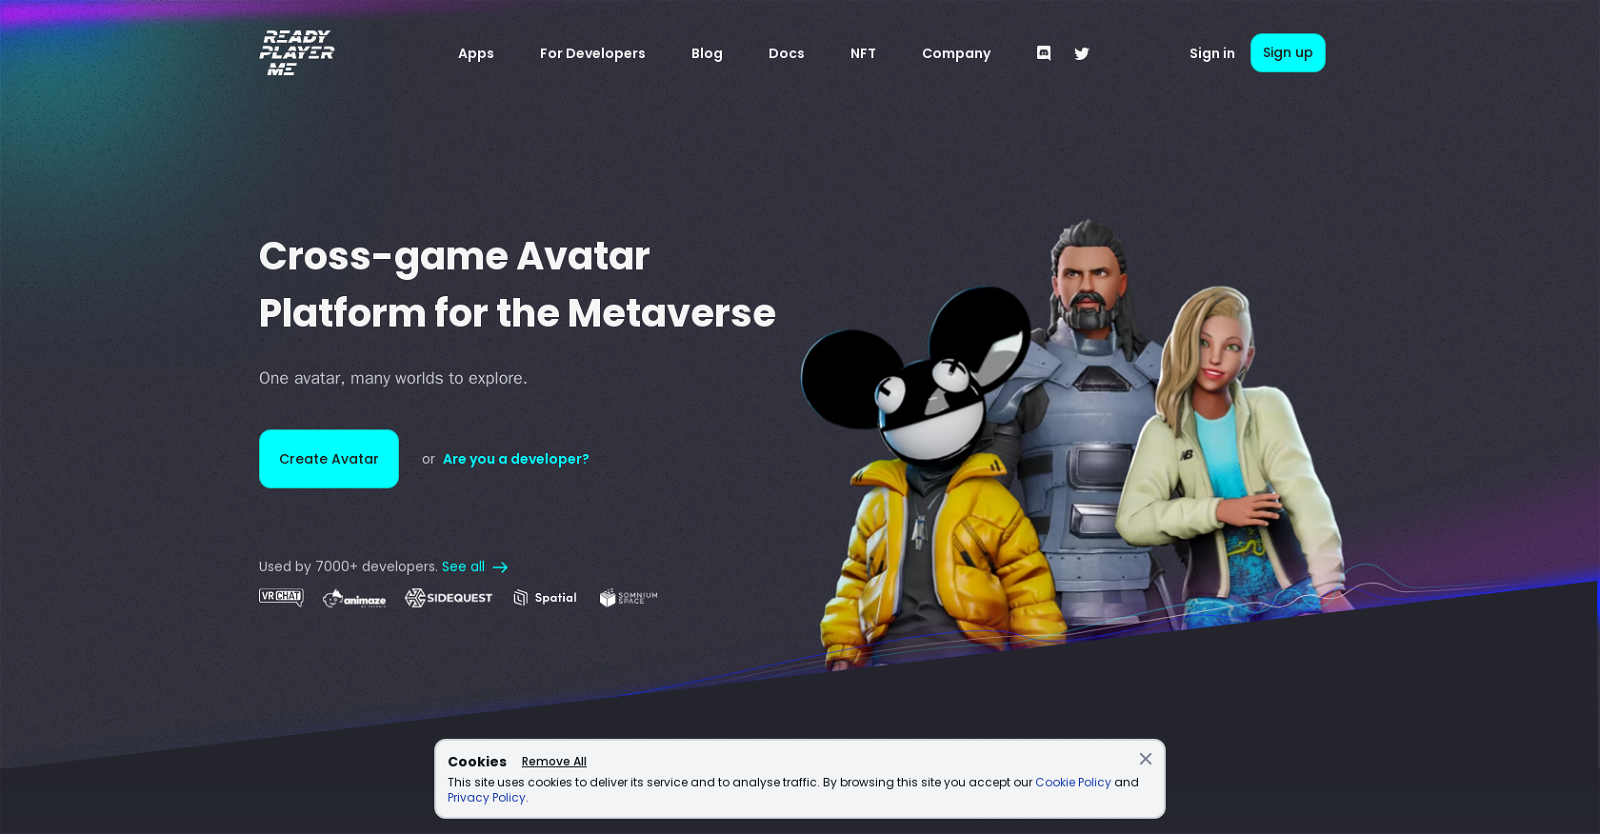 READY
PLAYER
ME
Apps For Developers Blog Docs NFT Company Sign in Sign up
Cross-game Avatar
Platform for the Metaverse
One avatar, many worlds to explore.
Create Avatar or Are you a developer?
Used by 7000+ developers. See all →
VRCHAT animaze SIDEQUEST Spatial SOMNIUM SPACE
Cookies Remove All
This site uses cookies to deliver its service and to analyse traffic. By browsing this site you accept our Cookie Policy and
Privacy Policy.